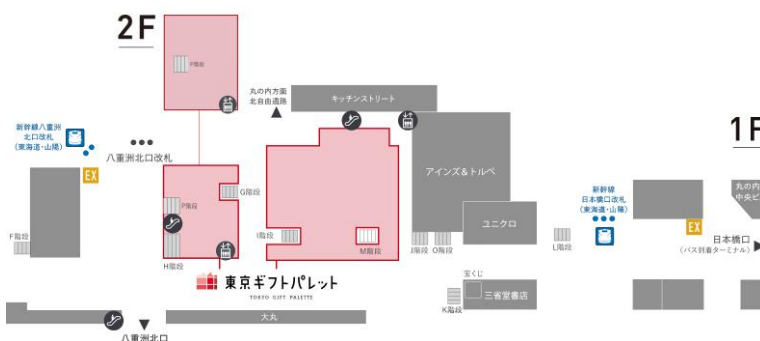 2F
P階段
丸の内方面
北自由通路
キッチンストリート
新幹線八重洲
北口改札
(東海道・山陽)
八重洲北口改札
EX
アインズ&トルペ
1F
丸の内
中央ビ
G階段
P階段
F階段
I階段
M階段
H階段
J階段
O階段
ユニクロ
新幹線
日本橋口改札
(東海道・山陽)
L階段
EX
日本橋口
(バス到着ターミナル)
東京ギフトパレット
TOKYO GIFT PALETTE
宝くじ
三省堂書店
K階段
大丸
八重洲北口